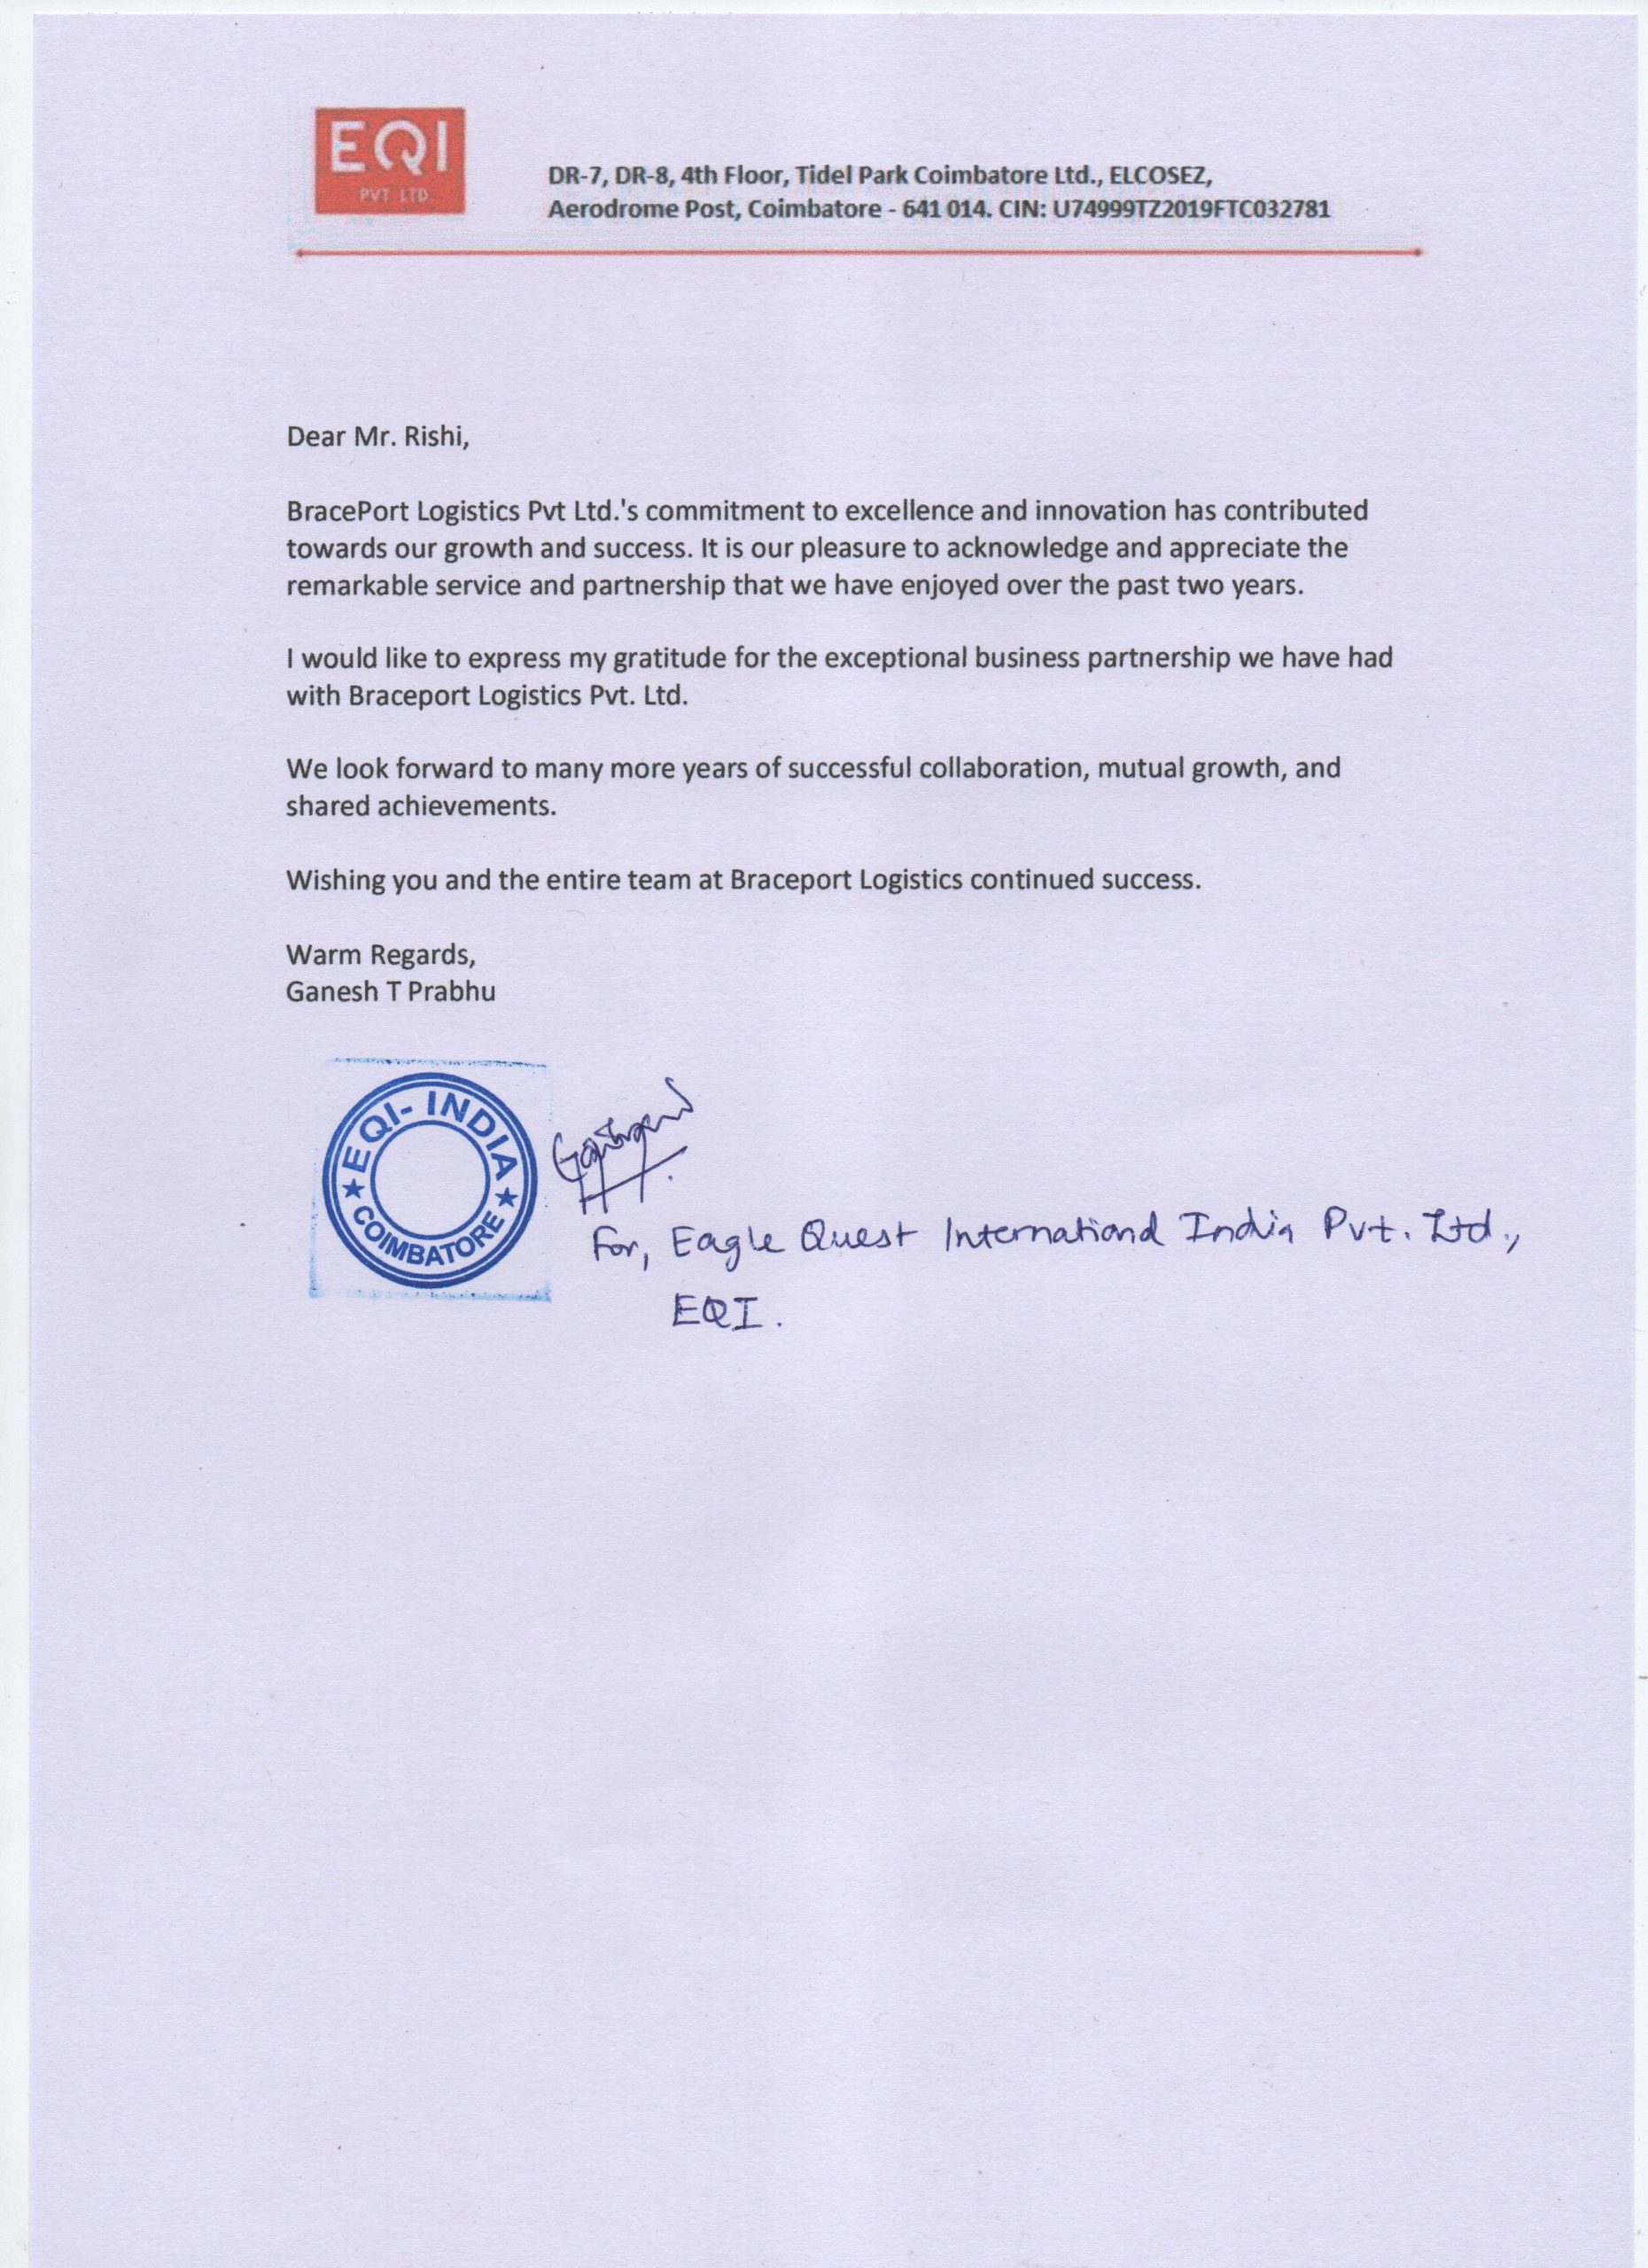 EQI
PVT LTD.
DR-7, DR-8, 4th Floor, Tidel Park Coimbatore Ltd., ELCOSEZ,
Aerodrome Post, Coimbatore - 641 014. CIN: U74999TZ2019FTC032781
Dear Mr. Rishi,
BracePort Logistics Pvt Ltd.'s commitment to excellence and innovation has contributed
towards our growth and success. It is our pleasure to acknowledge and appreciate the
remarkable service and partnership that we have enjoyed over the past two years.
I would like to express my gratitude for the exceptional business partnership we have had
with Braceport Logistics Pvt. Ltd.
We look forward to many more years of successful collaboration, mutual growth, and
shared achievements.
Wishing you and the entire team at Braceport Logistics continued success.
Warm Regards,
Ganesh T Prabhu
EQI- INDIA
COIMBATORE
For, Eagle Quest International India Pvt. Ltd.,
EQI.